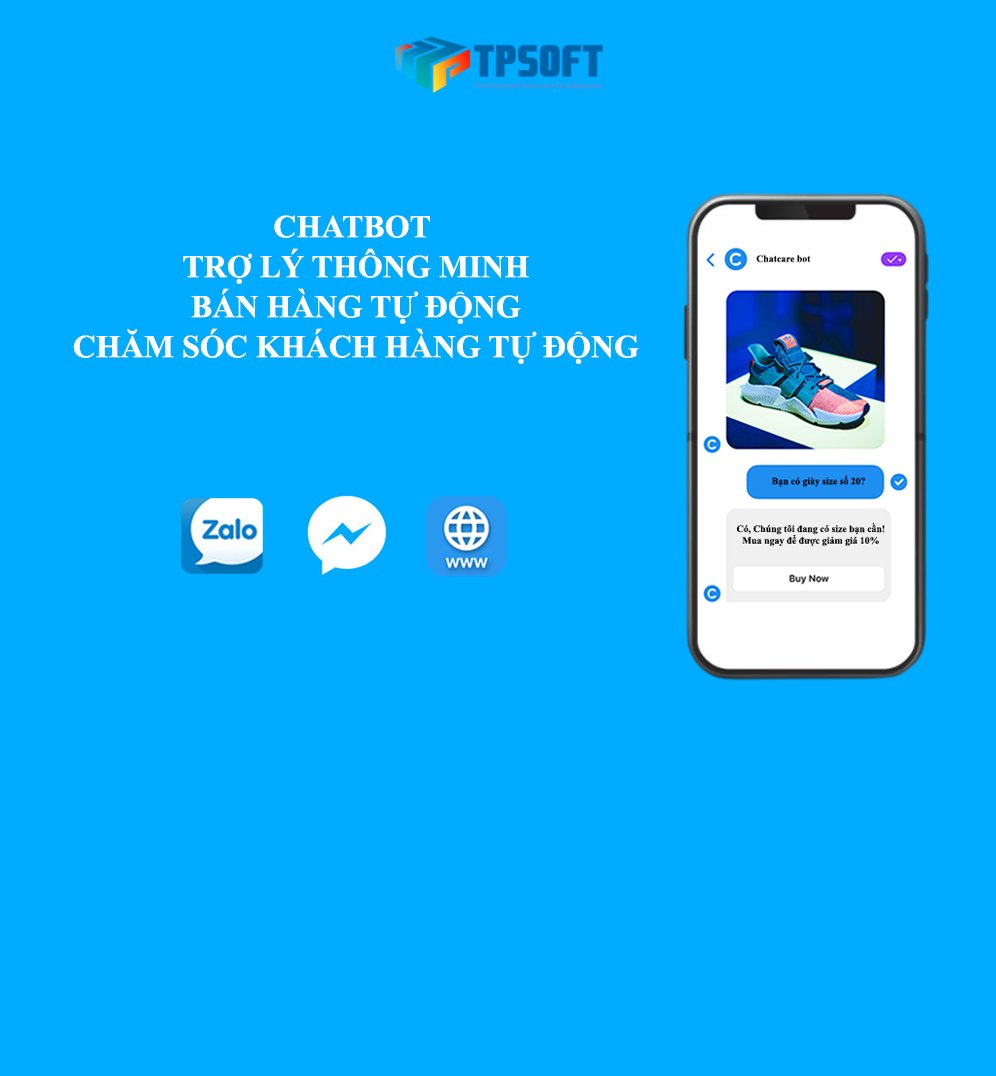 TPSOFT
CHATBOT
TRỢ LÝ THÔNG MINH
BÁN HÀNG TỰ ĐỘNG
CHĂM SÓC KHÁCH HÀNG TỰ ĐỘNG
Zalo
WWW
Chatcare bot
Bạn có giày size số 20?
Có, Chúng tôi đang có size bạn cần!
Mua ngay để được giảm giá 10%
Buy Now